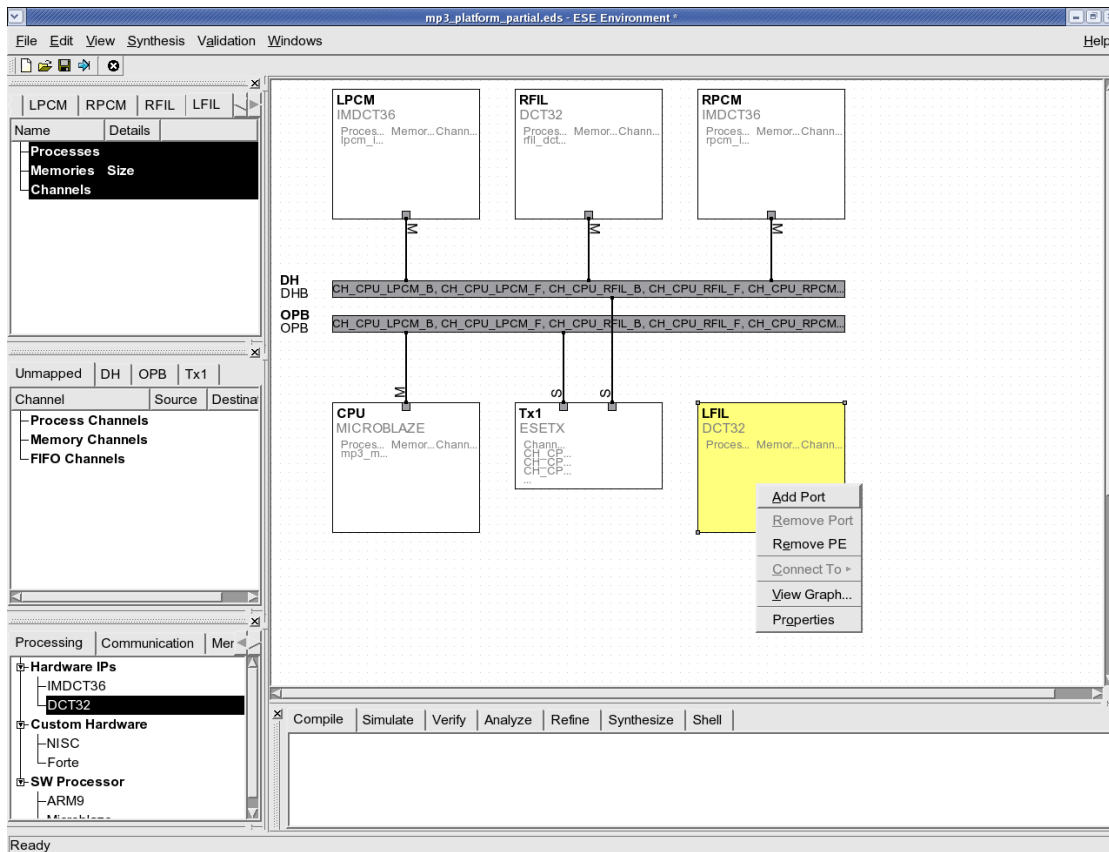 mp3_platform_partial.eds - ESE Environment *
File Edit View Synthesis Validation Windows Help
LPCM RPCM RFIL LFIL
Name Details
Processes
Memories Size
Channels
Unmapped DH OPB Tx1
Channel Source Destina
Process Channels
Memory Channels
FIFO Channels
Processing Communication Mer
Hardware IPs
IMDCT36
DCT32
Custom Hardware
NISC
Forte
SW Processor
ARM9
LPCM
IMDCT36
Proces... Memor... Chann...
lpcm_i...
RFIL
DCT32
Proces... Memor... Chann...
rfil_dct...
RPCM
IMDCT36
Proces... Memor... Chann...
rpcm_i...
M M M
DH
DHB
CH_CPU_LPCM_B, CH_CPU_LPCM_F, CH_CPU_RFIL_B, CH_CPU_RFIL_F, CH_CPU_RPCM...
OPB
OPB
CH_CPU_LPCM_B, CH_CPU_LPCM_F, CH_CPU_RFIL_B, CH_CPU_RFIL_F, CH_CPU_RPCM...
M S S
CPU
MICROBLAZE
Proces... Memor... Chann...
mp3_m...
Tx1
ESETX
Chann...
CH_CP...
CH_CP...
CH_CP...
...
LFIL
DCT32
Proces... Memor... Chann...
Add Port
Remove Port
Remove PE
Connect To
View Graph...
Properties
Compile Simulate Verify Analyze Refine Synthesize Shell
Ready